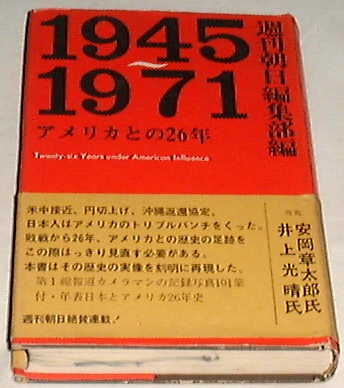 1945
~
1971
アメリカとの26年
Twenty-six Years under American Influence
週刊朝日編集部編
米中接近、円切上げ、沖縄返還協定、
日本人はアメリカのトリプルパンチをくった。
敗戦から26年、アメリカとの歴史の足跡を
この際はっきり見直す必要がある。
本書はその歴史の実像を刻明に再現した。
第1線報道カメラマンの記録写真101葉
付・年表日本とアメリカ26年史
週刊朝日絶賛連載!
安岡章太郎氏
井上光晴氏